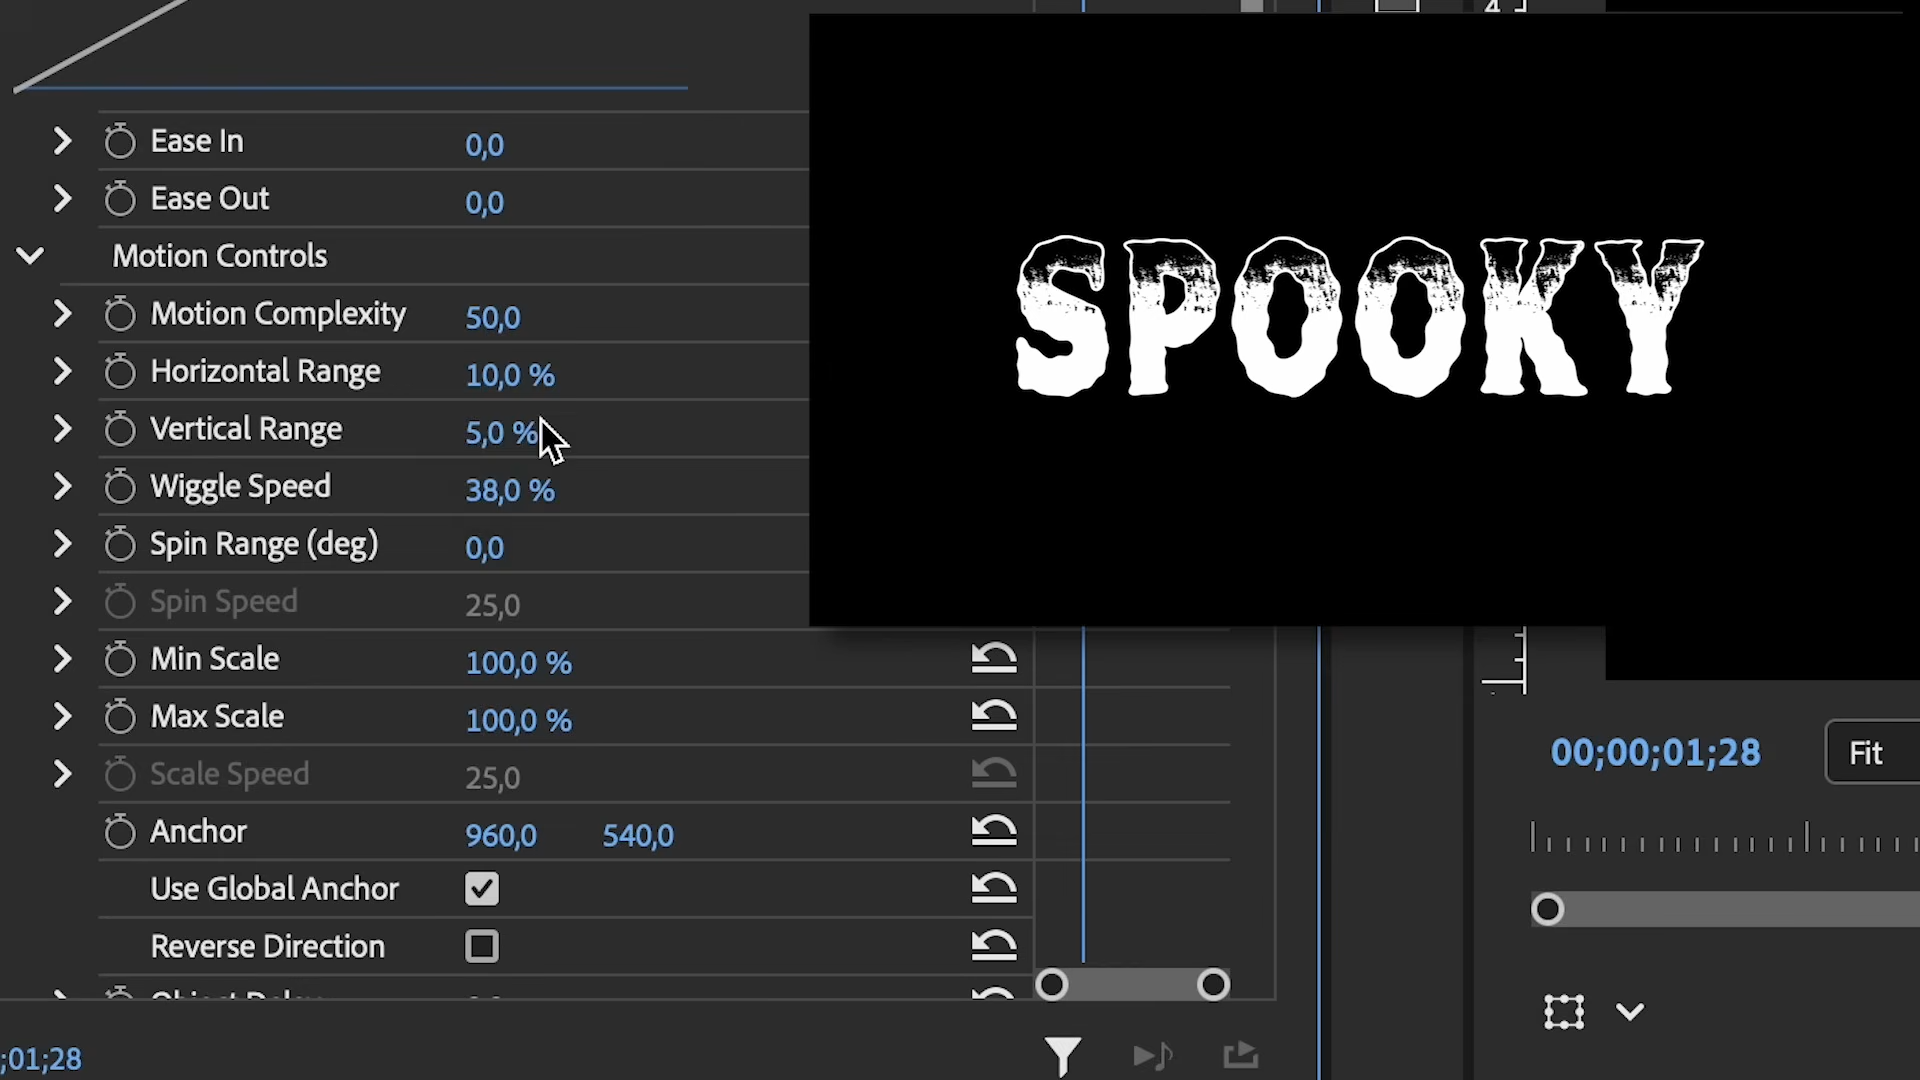 Ease In 0,0
Ease Out 0,0
Motion Controls
Motion Complexity 50,0
Horizontal Range 10,0 %
Vertical Range 5,0 %
Wiggle Speed 38,0 %
Spin Range (deg) 0,0
Spin Speed 25,0
Min Scale 100,0 %
Max Scale 100,0 %
Scale Speed 25,0
Anchor 960,0 540,0
Use Global Anchor
Reverse Direction
;01;28
SPOOKY
00;00;01;28
Fit